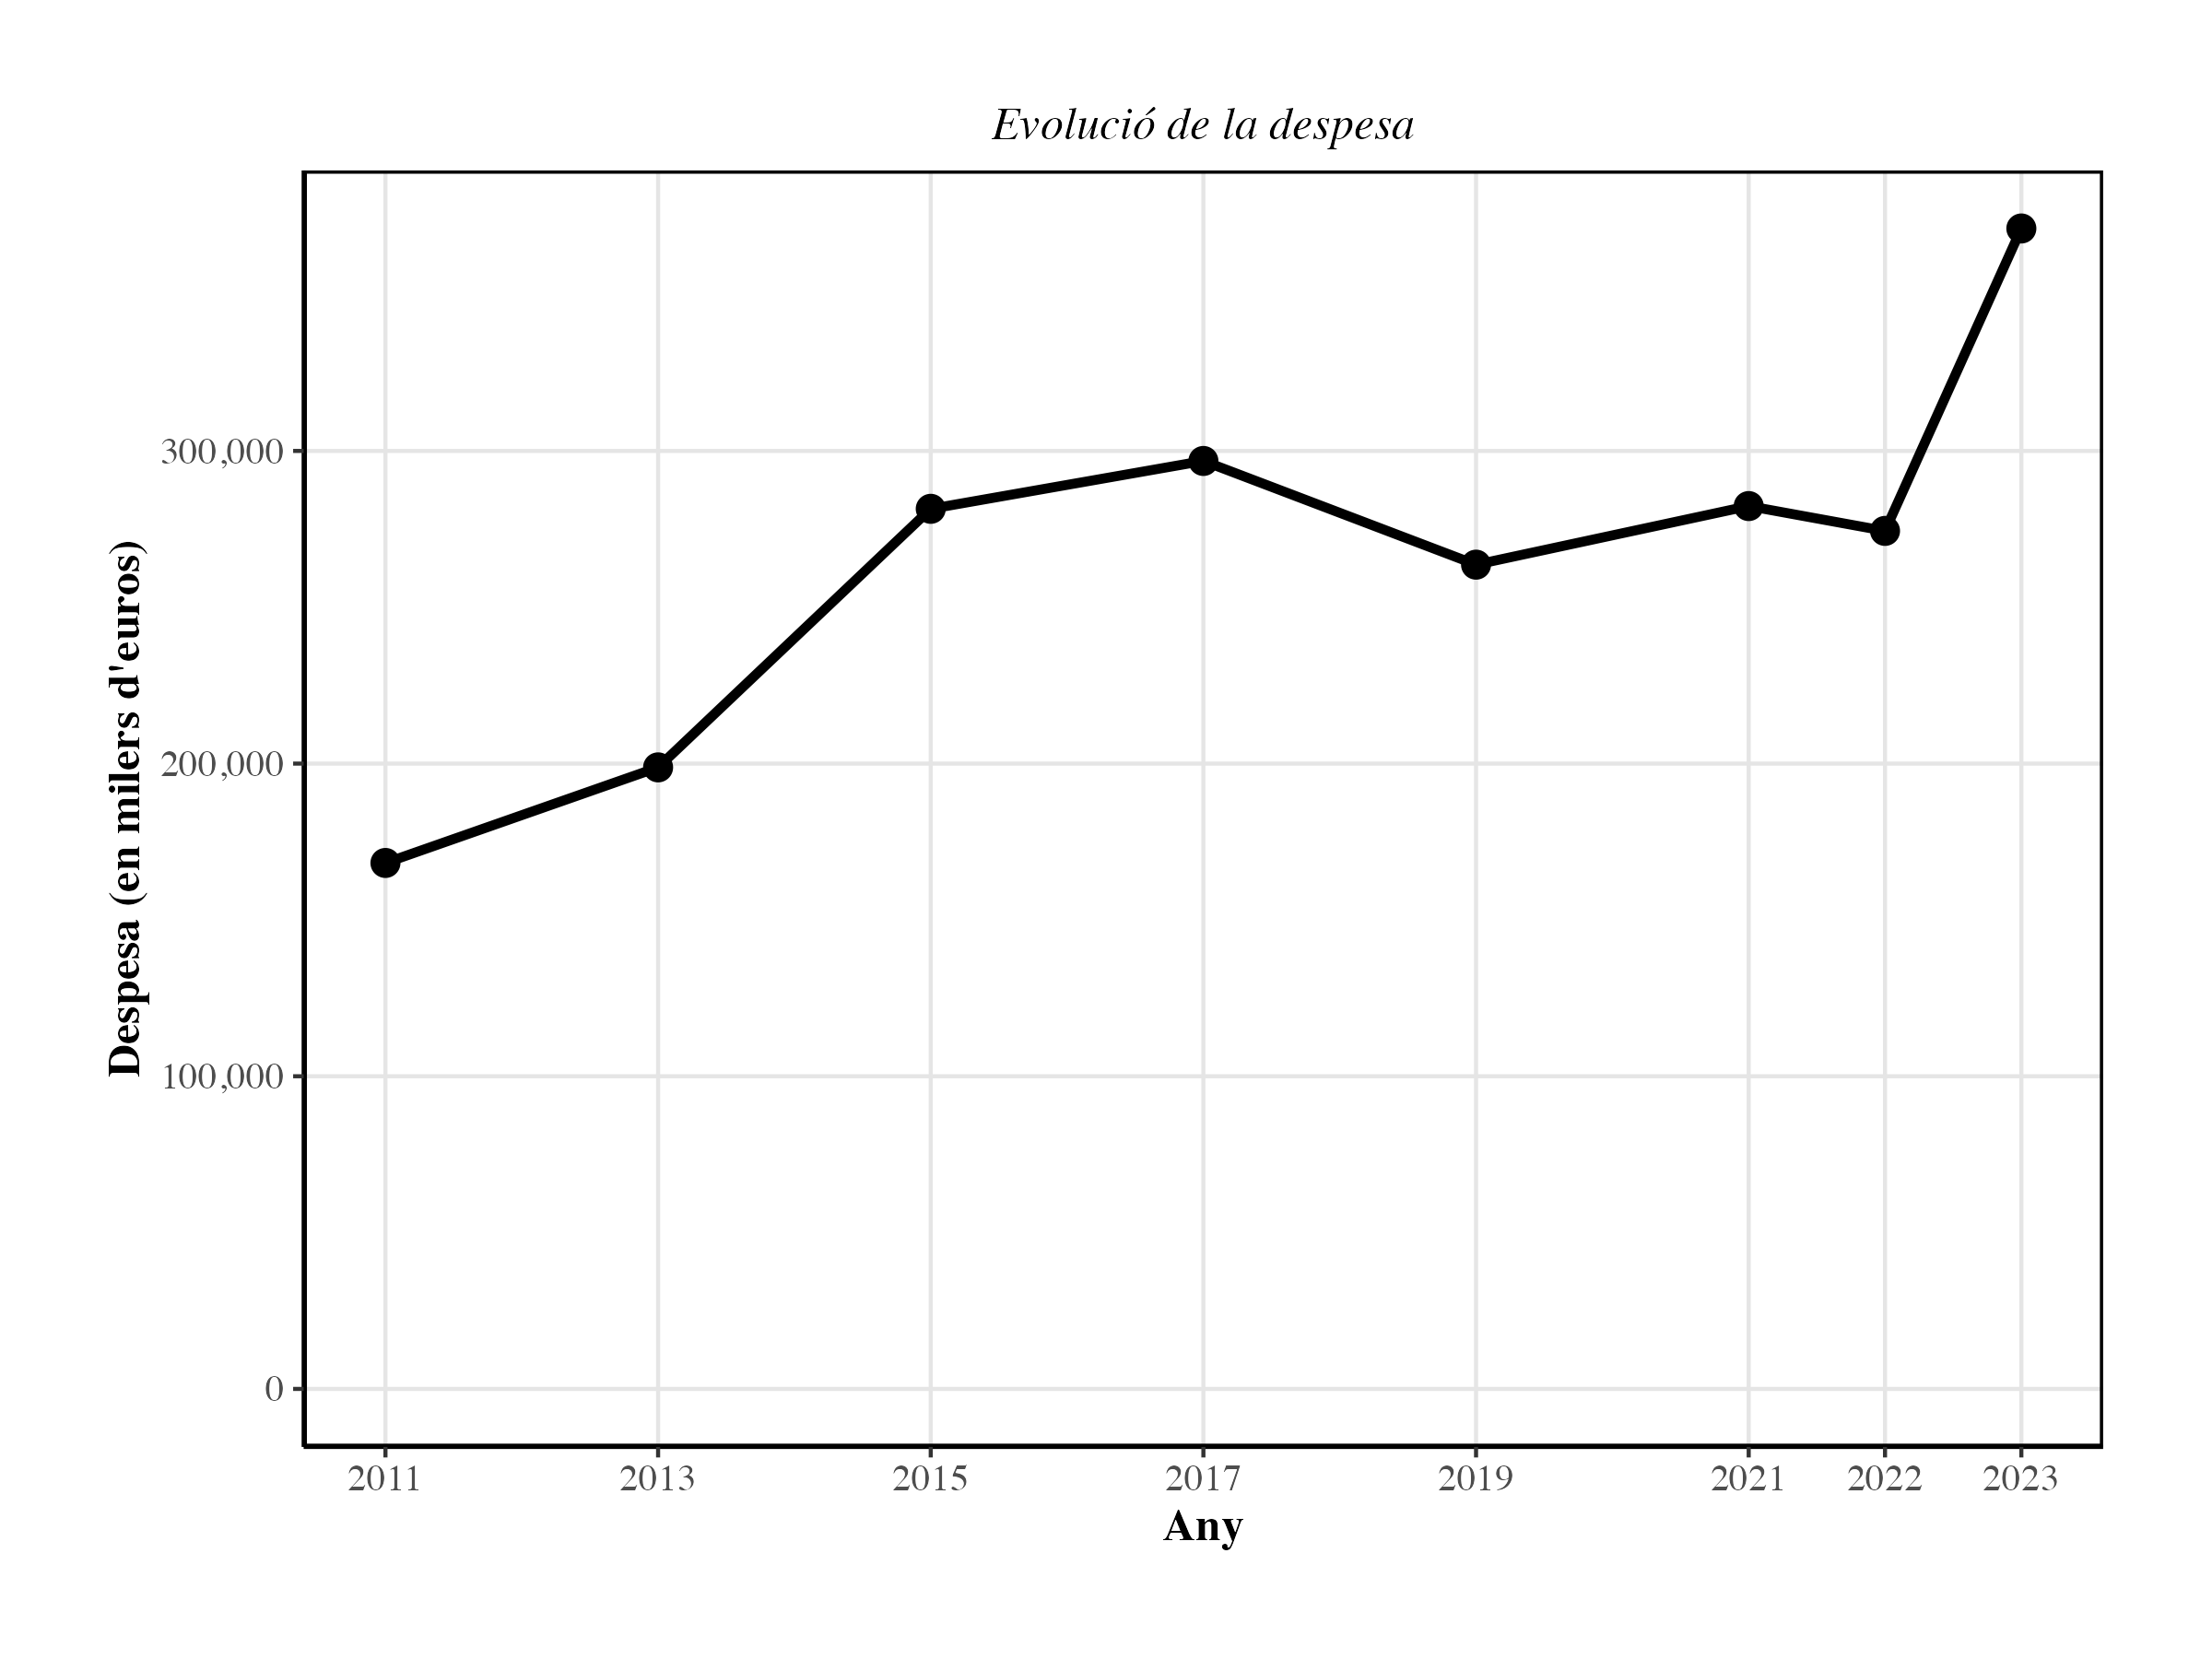 Evolució de la despesa
Despesa (en milers d'euros)
300,000
200,000
100,000
0
2011 2013 2015 2017 2019 2021 2022 2023
Any